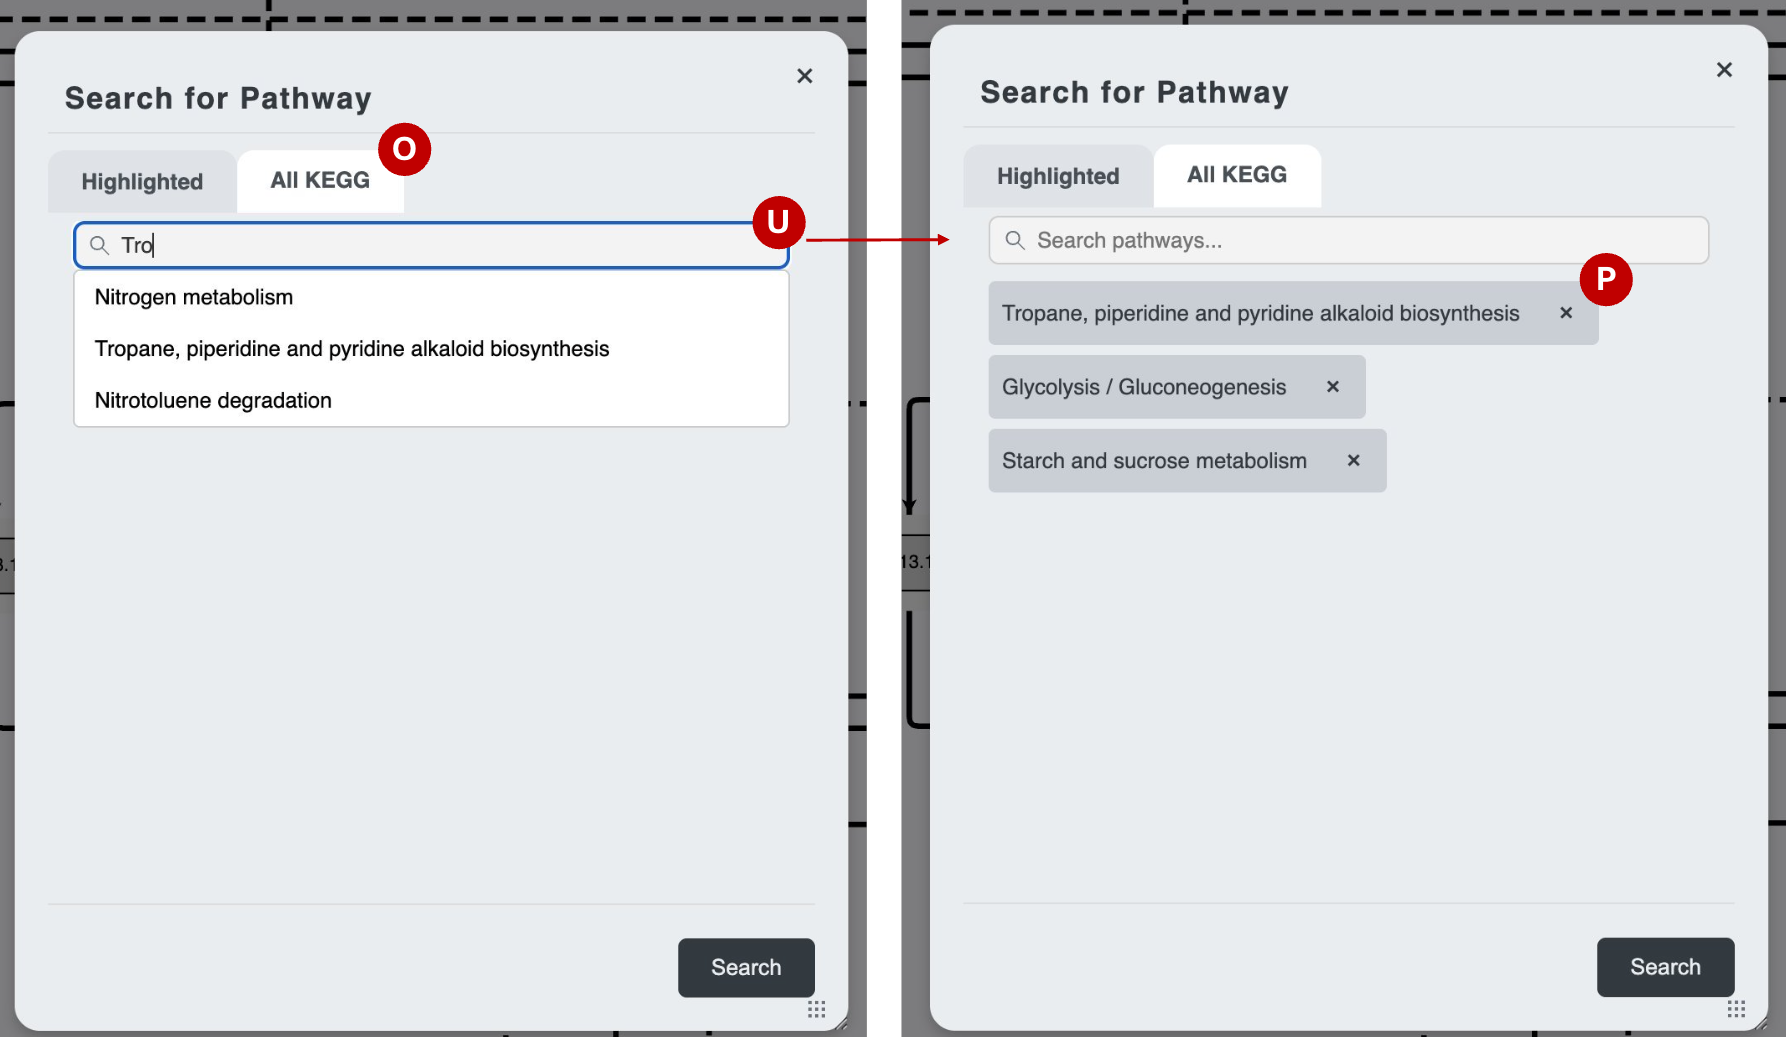 Search for Pathway
Highlighted
All KEGG
O
U
Tro
Nitrogen metabolism
Tropane, piperidine and pyridine alkaloid biosynthesis
Nitrotoluene degradation
Search
Search for Pathway
Highlighted
All KEGG
Search pathways...
P
Tropane, piperidine and pyridine alkaloid biosynthesis
Glycolysis / Gluconeogenesis
Starch and sucrose metabolism
13.1
Search